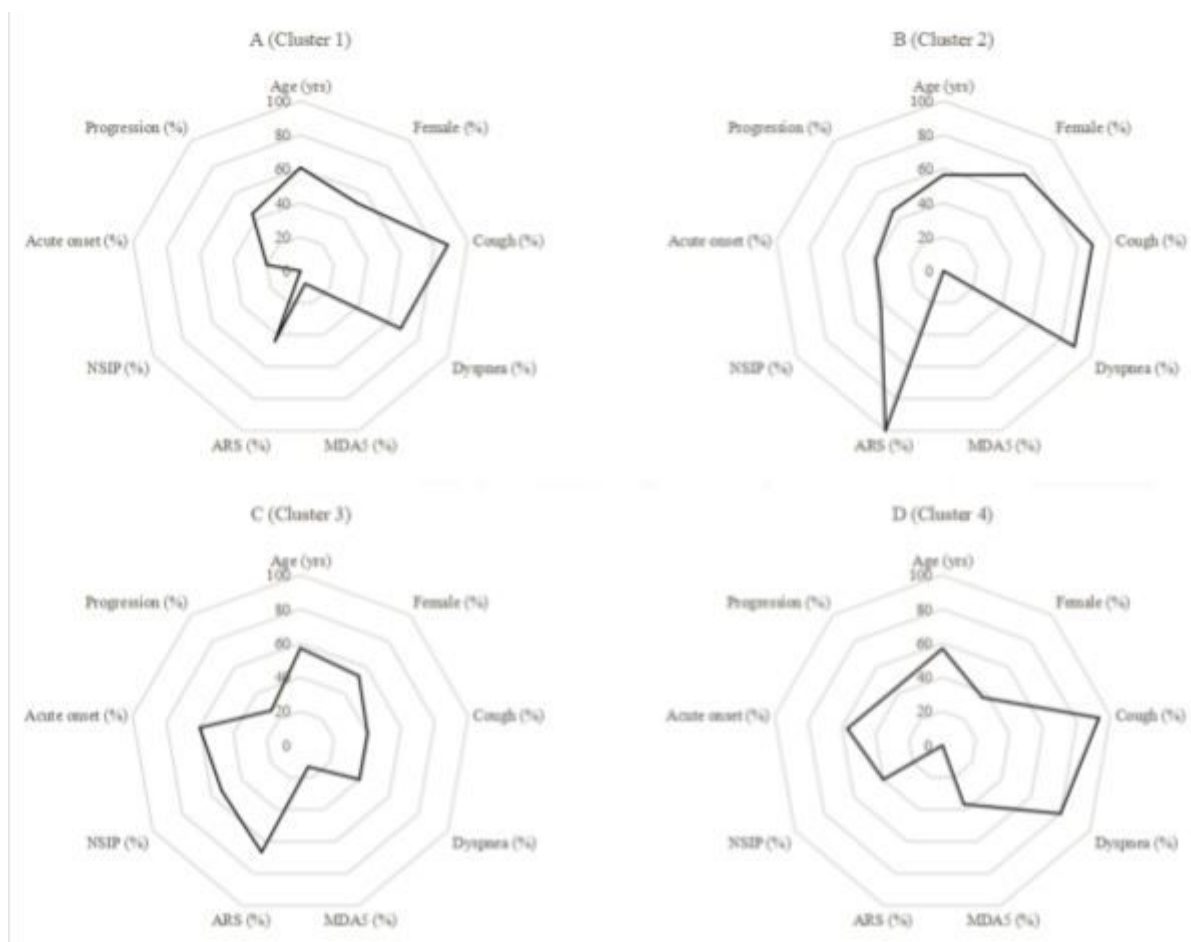 A (Cluster 1)
Age (yrs)
100
Progression (%)
Female (%)
80
60
40
Acute onset (%)
Cough (%)
20
0
NSIP (%)
Dyspnea (%)
ARS (%)
MDA5 (%)
B (Cluster 2)
Age (yrs)
100
Progression (%)
Female (%)
80
60
40
Acute onset (%)
Cough (%)
20
0
NSIP (%)
Dyspnea (%)
ARS (%)
MDA5 (%)
C (Cluster 3)
Age (yrs)
100
Progression (%)
Female (%)
80
60
40
Acute onset (%)
Cough (%)
20
0
NSIP (%)
Dyspnea (%)
ARS (%)
MDA5 (%)
D (Cluster 4)
Age (yrs)
100
Progression (%)
Female (%)
80
60
40
Acute onset (%)
Cough (%)
20
0
NSIP (%)
Dyspnea (%)
ARS (%)
MDA5 (%)